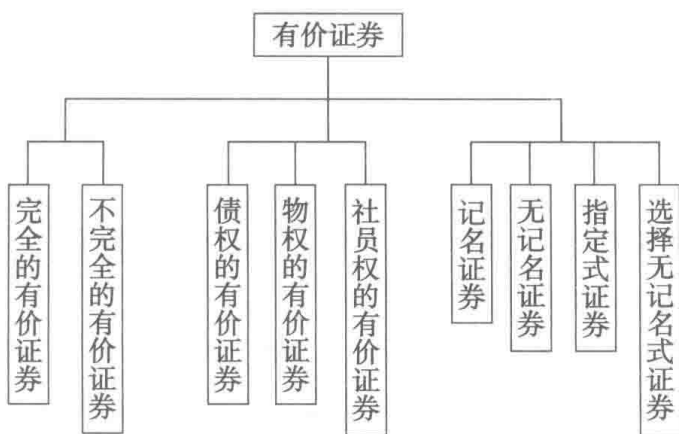 有价证券
完全的有价证券
不完全的有价证券
债权的有价证券
物权的有价证券
社员权的有价证券
记名证券
无记名证券
指定式证券
选择无记名式证券